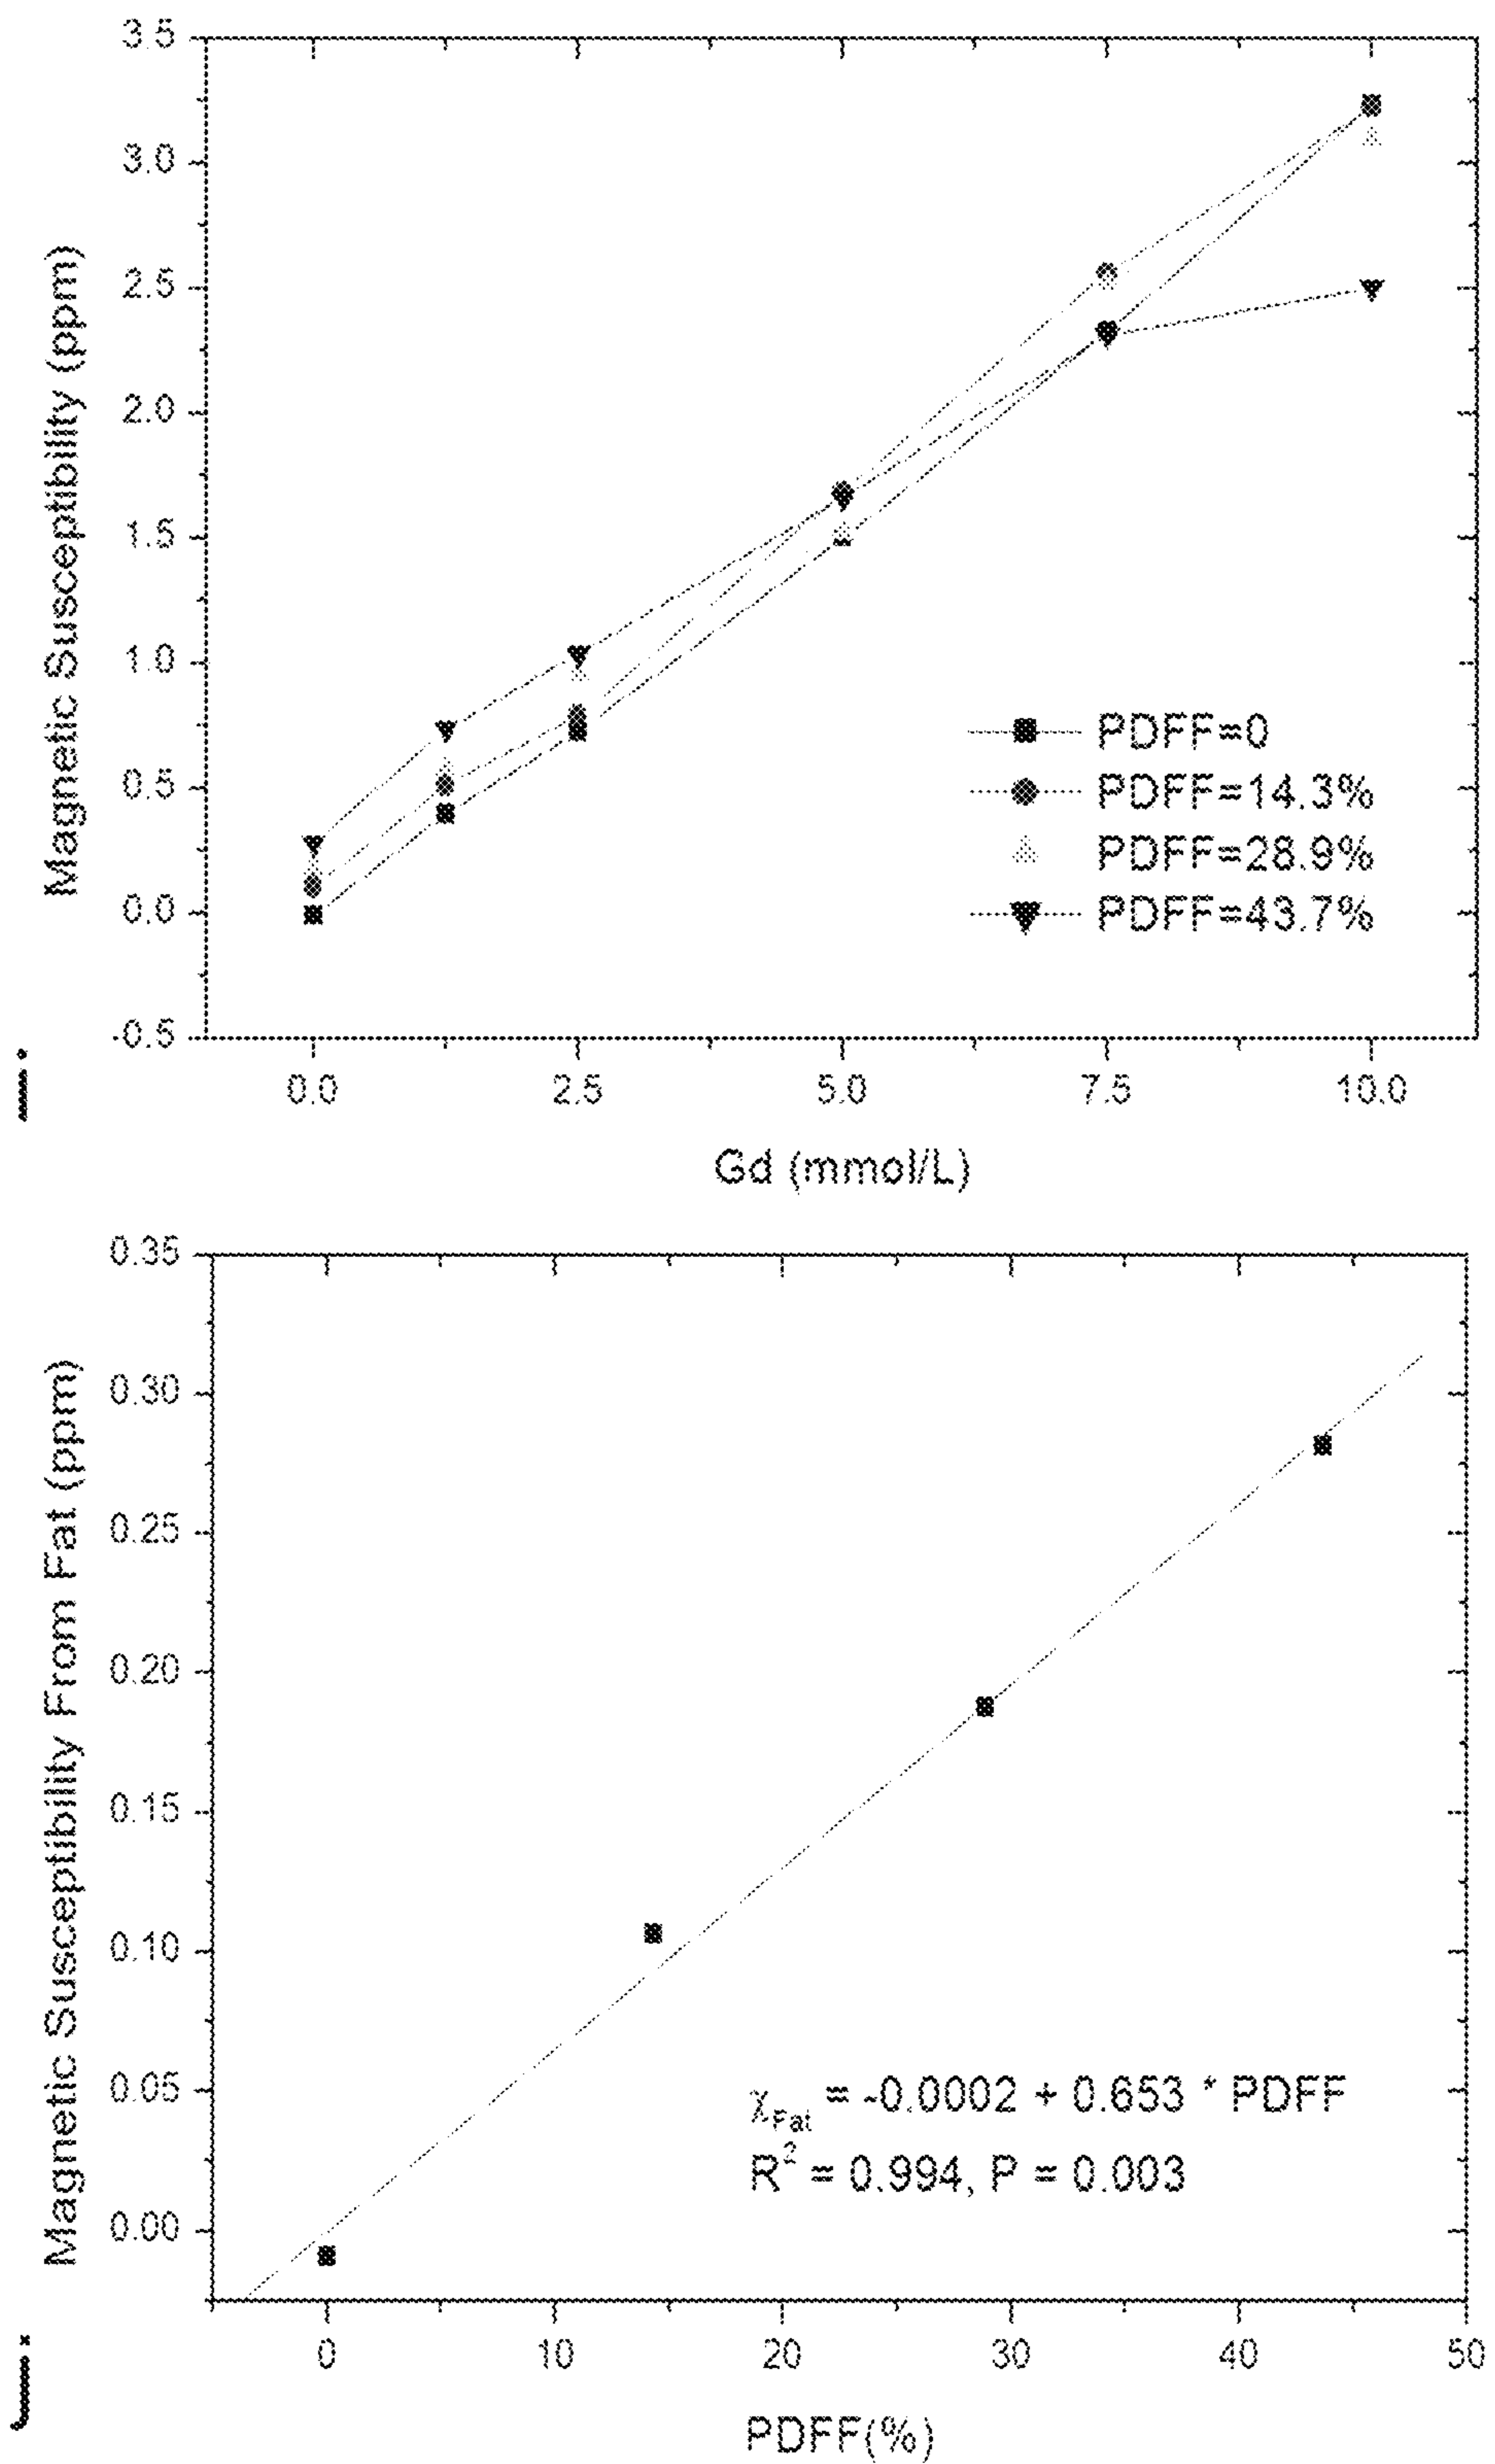 3.5
3.0
2.5
2.0
1.5
1.0
0.5
0.0
-0.5
Magnetic Susceptibility (ppm)
PDFF=0
PDFF=14.3%
PDFF=28.9%
PDFF=43.7%
0.0 2.5 5.0 7.5 10.0
Gd (mmol/L)
i.
0.35
0.30
0.25
0.20
0.15
0.10
0.05
0.00
Magnetic Susceptibility From Fat (ppm)
χFat = -0.0002 + 0.653 * PDFF
R² = 0.994, P = 0.003
0 10 20 30 40 50
PDFF(%)
j.